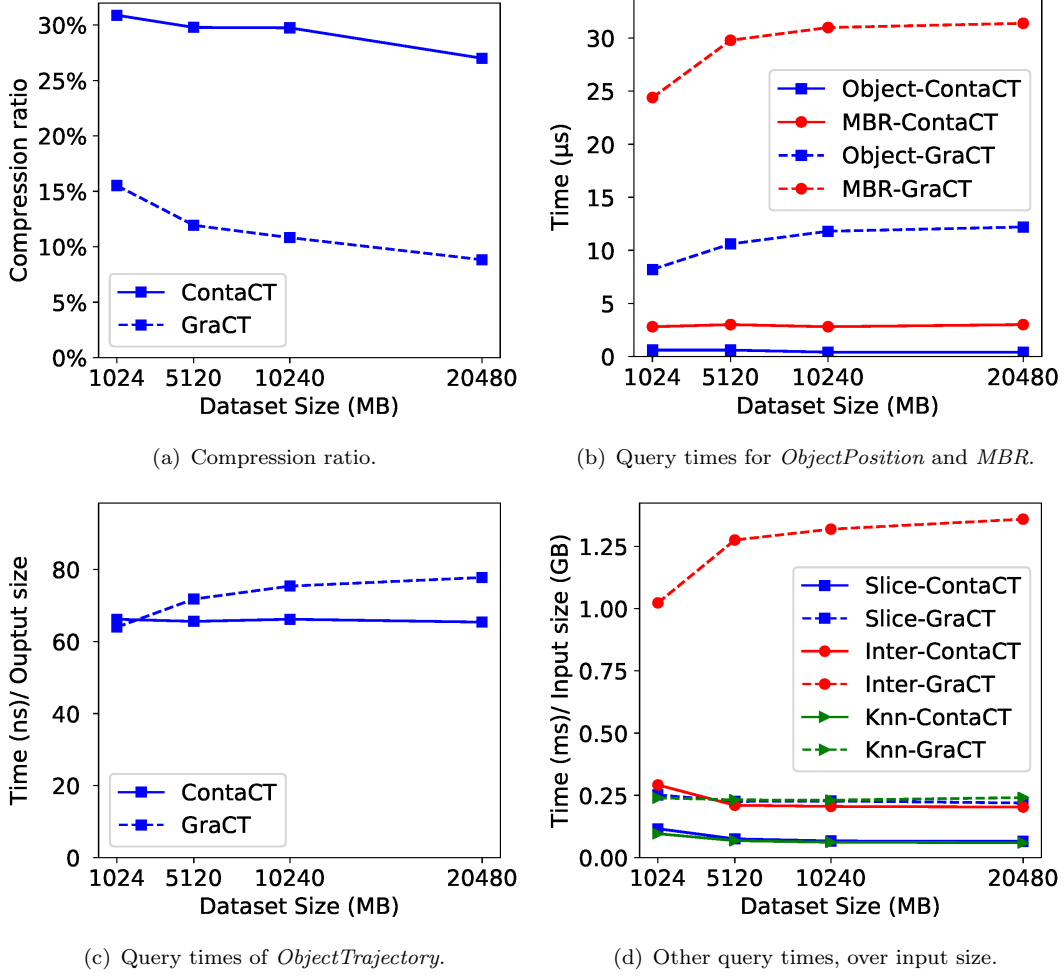 30%
25%
20%
15%
10%
5%
0%
Compression ratio
ContaCT
GraCT
1024 5120 10240 20480
Dataset Size (MB)
(a) Compression ratio.
30
25
20
15
10
5
0
Time (µs)
Object-ContaCT
MBR-ContaCT
Object-GraCT
MBR-GraCT
1024 5120 10240 20480
Dataset Size (MB)
(b) Query times for ObjectPosition and MBR.
80
60
40
20
0
Time (ns)/ Ouptut size
ContaCT
GraCT
1024 5120 10240 20480
Dataset Size (MB)
(c) Query times of ObjectTrajectory.
1.25
1.00
0.75
0.50
0.25
0.00
Time (ms)/ Input size (GB)
Slice-ContaCT
Slice-GraCT
Inter-ContaCT
Inter-GraCT
Knn-ContaCT
Knn-GraCT
1024 5120 10240 20480
Dataset Size (MB)
(d) Other query times, over input size.